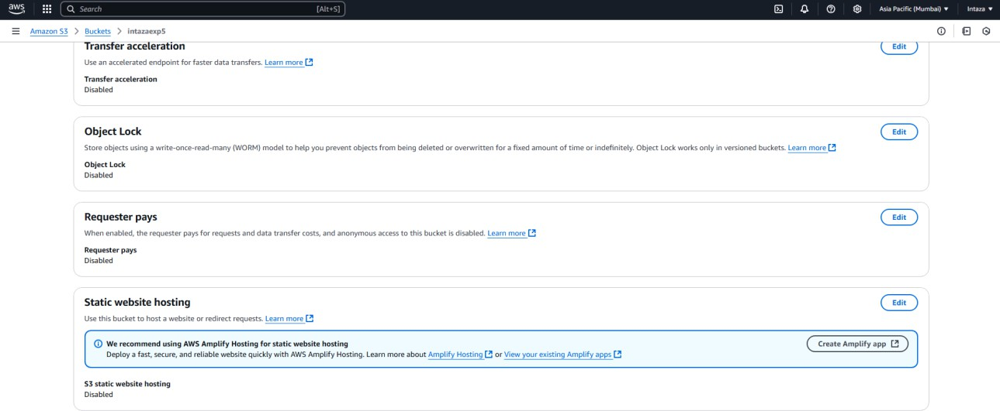 aws
Search [Alt+S] Asia Pacific (Mumbai) ▼ Intaza ▼
Amazon S3 > Buckets > intazaexp5
Transfer acceleration Edit
Use an accelerated endpoint for faster data transfers. Learn more
Transfer acceleration
Disabled
Object Lock Edit
Store objects using a write-once-read-many (WORM) model to help you prevent objects from being deleted or overwritten for a fixed amount of time or indefinitely. Object Lock works only in versioned buckets. Learn more
Object Lock
Disabled
Requester pays Edit
When enabled, the requester pays for requests and data transfer costs, and anonymous access to this bucket is disabled. Learn more
Requester pays
Disabled
Static website hosting Edit
Use this bucket to host a website or redirect requests. Learn more
We recommend using AWS Amplify Hosting for static website hosting Create Amplify app
Deploy a fast, secure, and reliable website quickly with AWS Amplify Hosting. Learn more about Amplify Hosting or View your existing Amplify apps
S3 static website hosting
Disabled